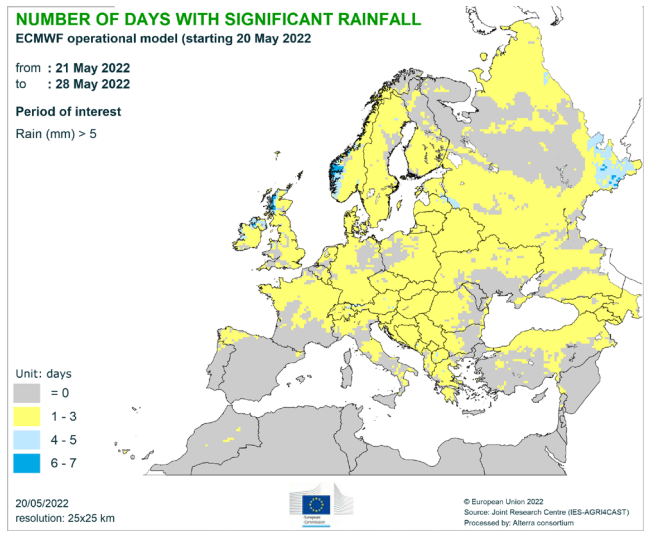 NUMBER OF DAYS WITH SIGNIFICANT RAINFALL
ECMWF operational model (starting 20 May 2022
from : 21 May 2022
to : 28 May 2022
Period of interest
Rain (mm) > 5
Unit: days
= 0
1 - 3
4 - 5
6 - 7
20/05/2022
resolution: 25x25 km
European
Commission
© European Union 2022
Source: Joint Research Centre (IES-AGRI4CAST)
Processed by: Alterra consortium